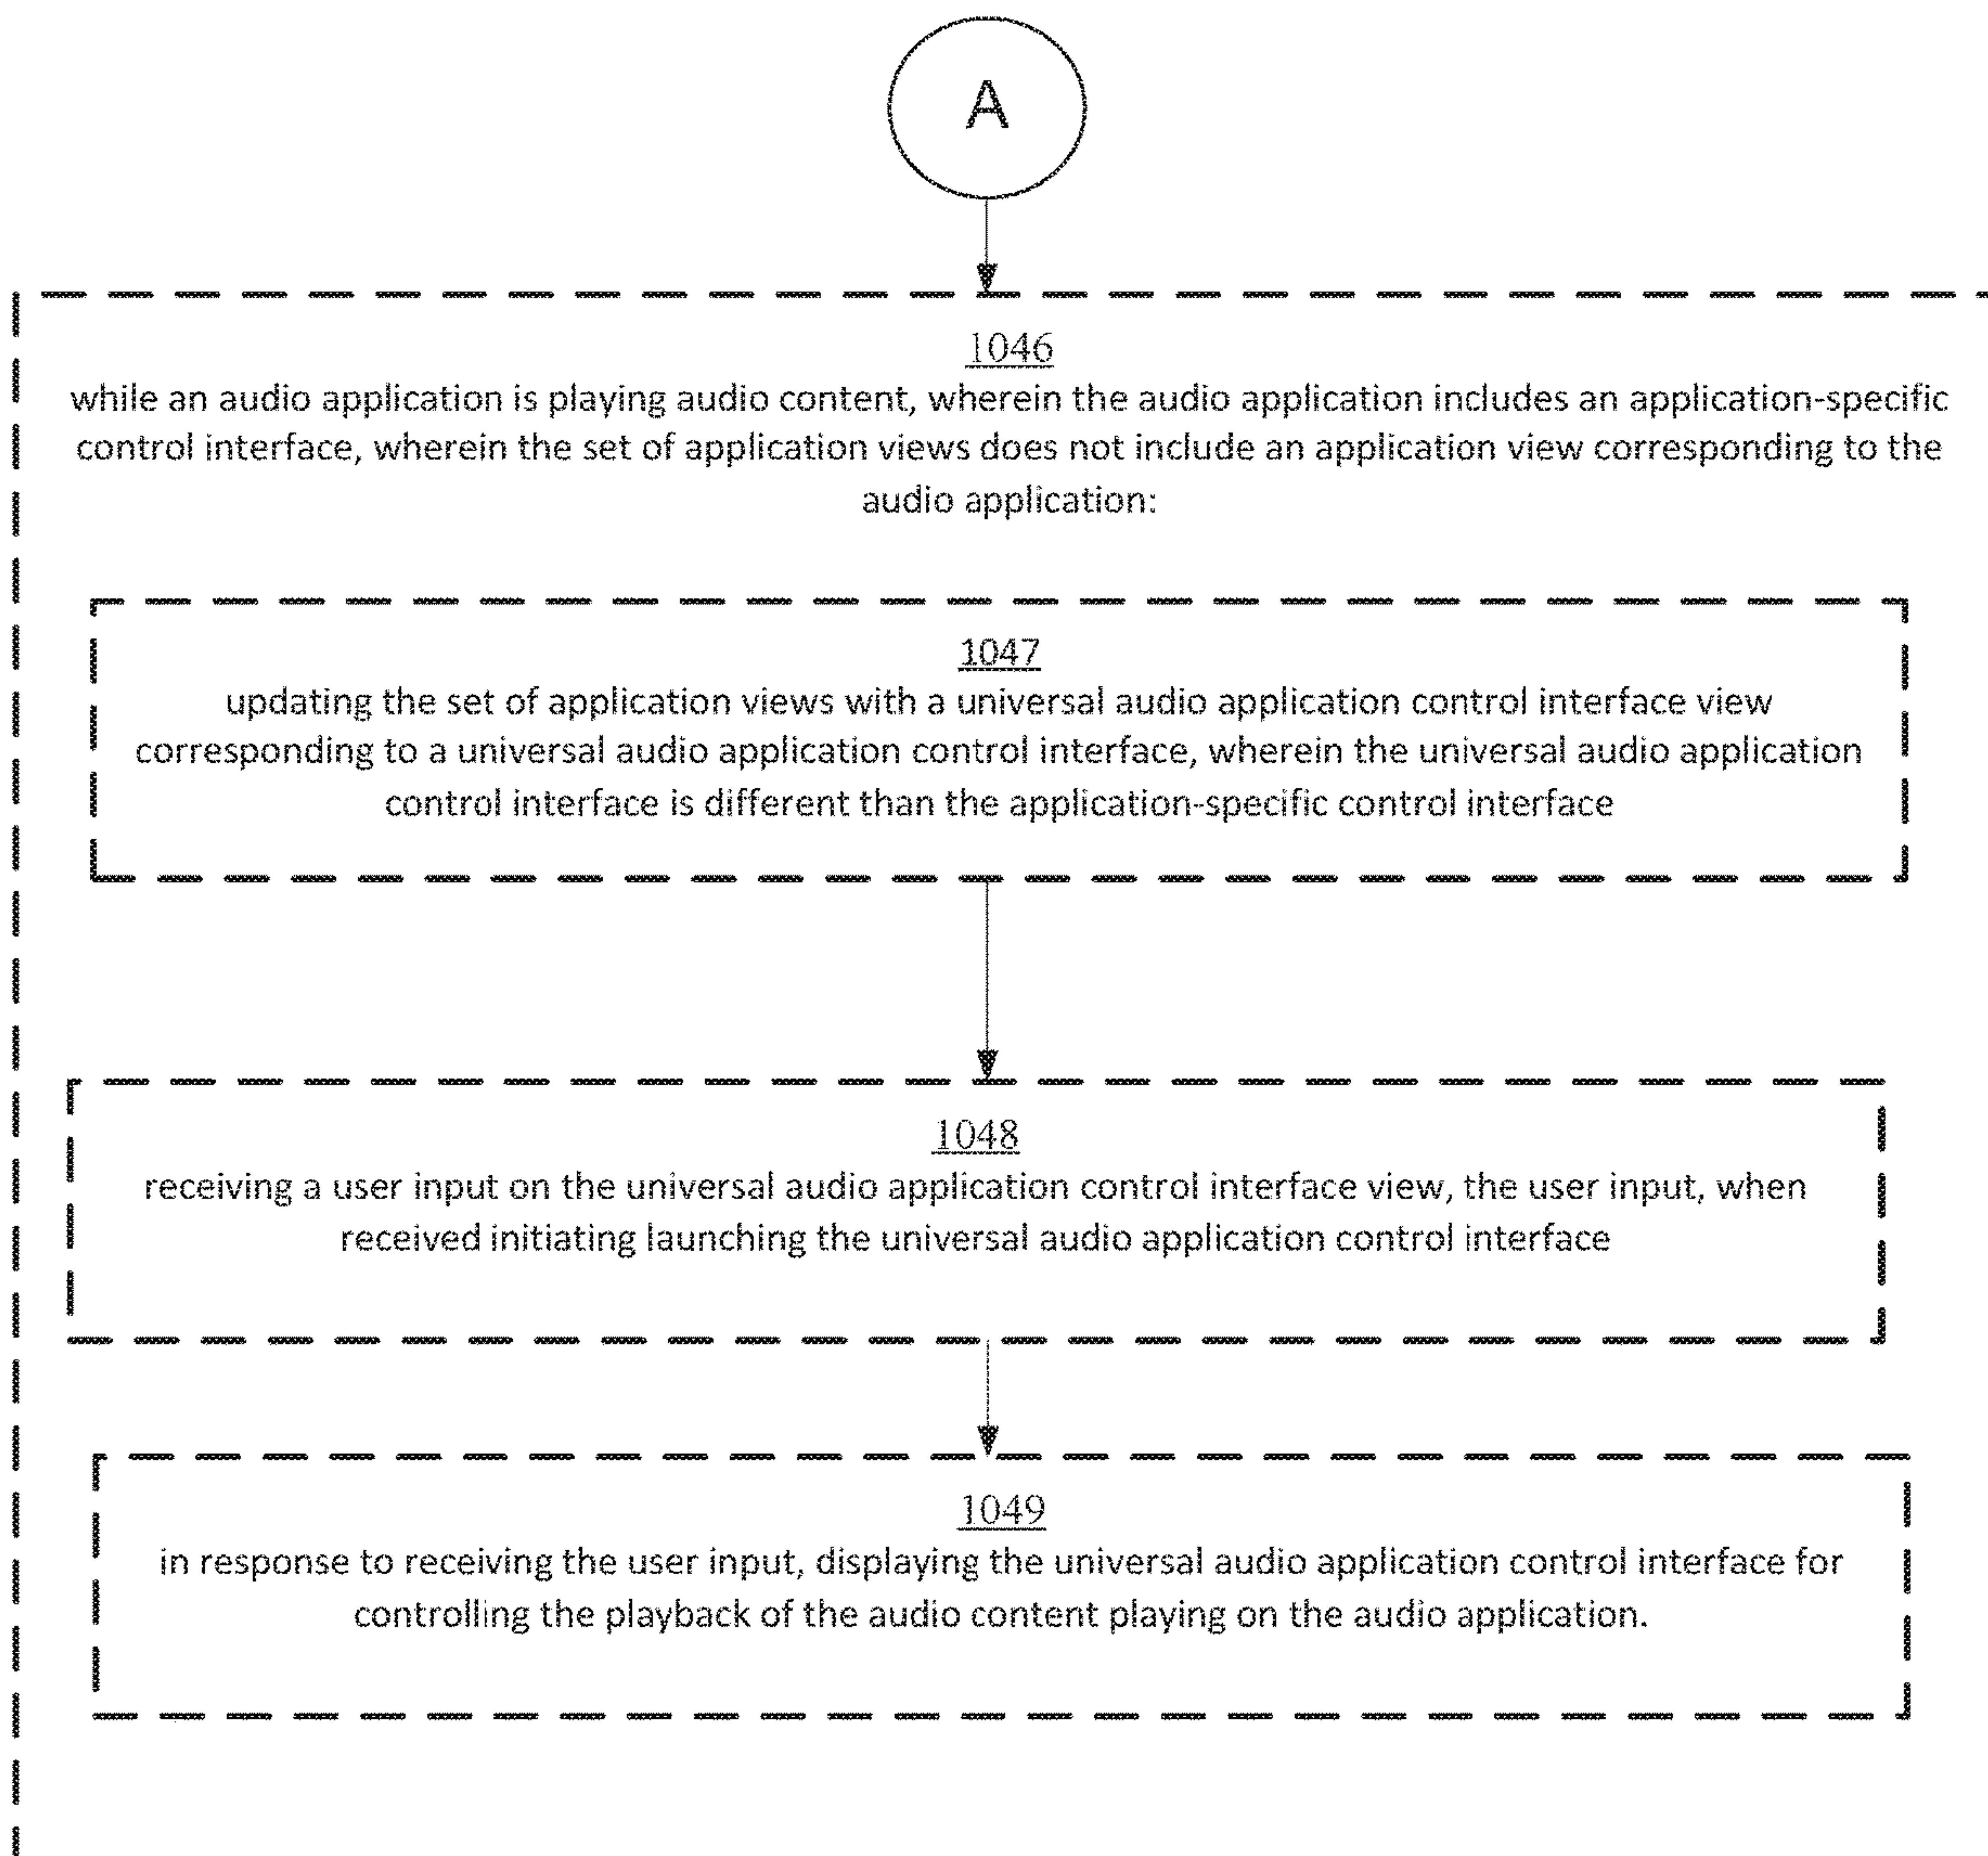 A
1046
while an audio application is playing audio content, wherein the audio application includes an application-specific
control interface, wherein the set of application views does not include an application view corresponding to the
audio application:
1047
updating the set of application views with a universal audio application control interface view
corresponding to a universal audio application control interface, wherein the universal audio application
control interface is different than the application-specific control interface
1048
receiving a user input on the universal audio application control interface view, the user input, when
received initiating launching the universal audio application control interface
1049
in response to receiving the user input, displaying the universal audio application control interface for
controlling the playback of the audio content playing on the audio application.